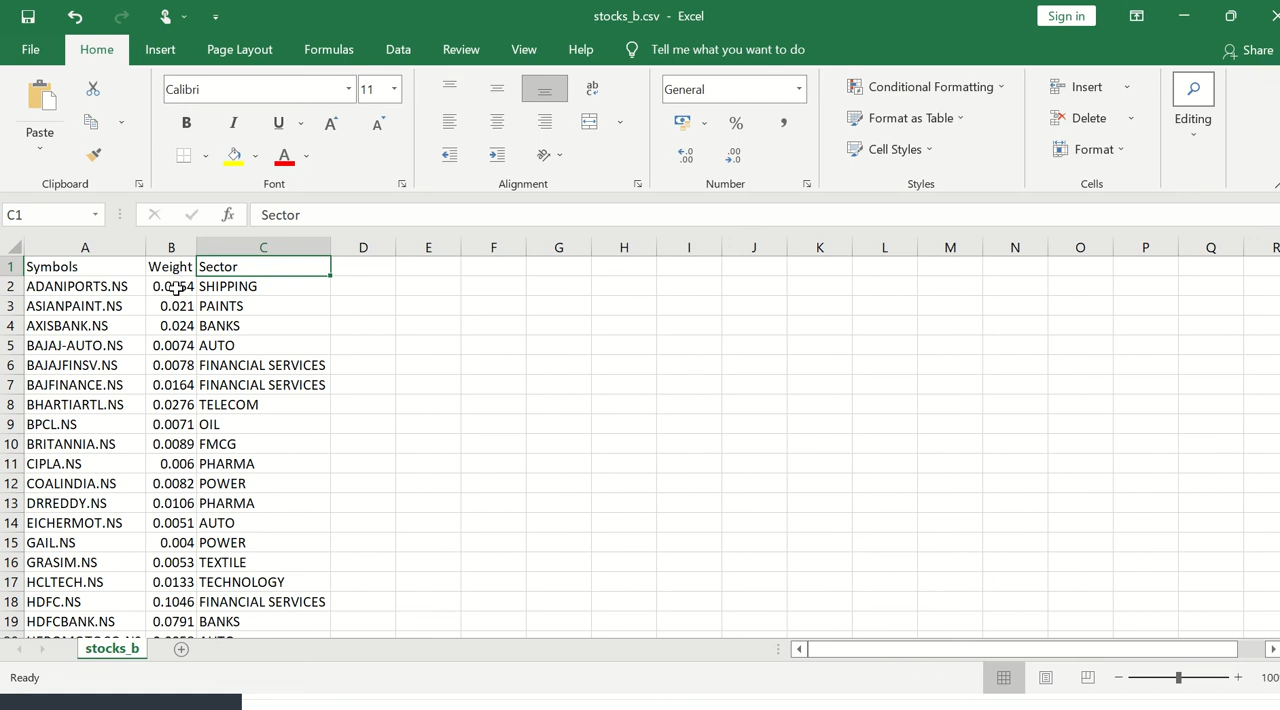 stocks_b.csv - Excel
Sign in
File Home Insert Page Layout Formulas Data Review View Help Tell me what you want to do Share
Paste
Calibri 11
B I U A A A
ab
General
% ,
Conditional Formatting
Format as Table
Cell Styles
Insert
Delete
Format
Editing
Clipboard Font Alignment Number Styles Cells
C1 fx Sector
A B C D E F G H I J K L M N O P Q R
1 Symbols Weight Sector
2 ADANIPORTS.NS SHIPPING
3 ASIANPAINT.NS 0.021 PAINTS
4 AXISBANK.NS 0.024 BANKS
5 BAJAJ-AUTO.NS 0.0074 AUTO
6 BAJAJFINSV.NS 0.0078 FINANCIAL SERVICES
7 BAJFINANCE.NS 0.0164 FINANCIAL SERVICES
8 BHARTIARTL.NS 0.0276 TELECOM
9 BPCL.NS 0.0071 OIL
10 BRITANNIA.NS 0.0089 FMCG
11 CIPLA.NS 0.006 PHARMA
12 COALINDIA.NS 0.0082 POWER
13 DRREDDY.NS 0.0106 PHARMA
14 EICHERMOT.NS 0.0051 AUTO
15 GAIL.NS 0.004 POWER
16 GRASIM.NS 0.0053 TEXTILE
17 HCLTECH.NS 0.0133 TECHNOLOGY
18 HDFC.NS 0.1046 FINANCIAL SERVICES
19 HDFCBANK.NS 0.0791 BANKS
stocks_b
Ready 100